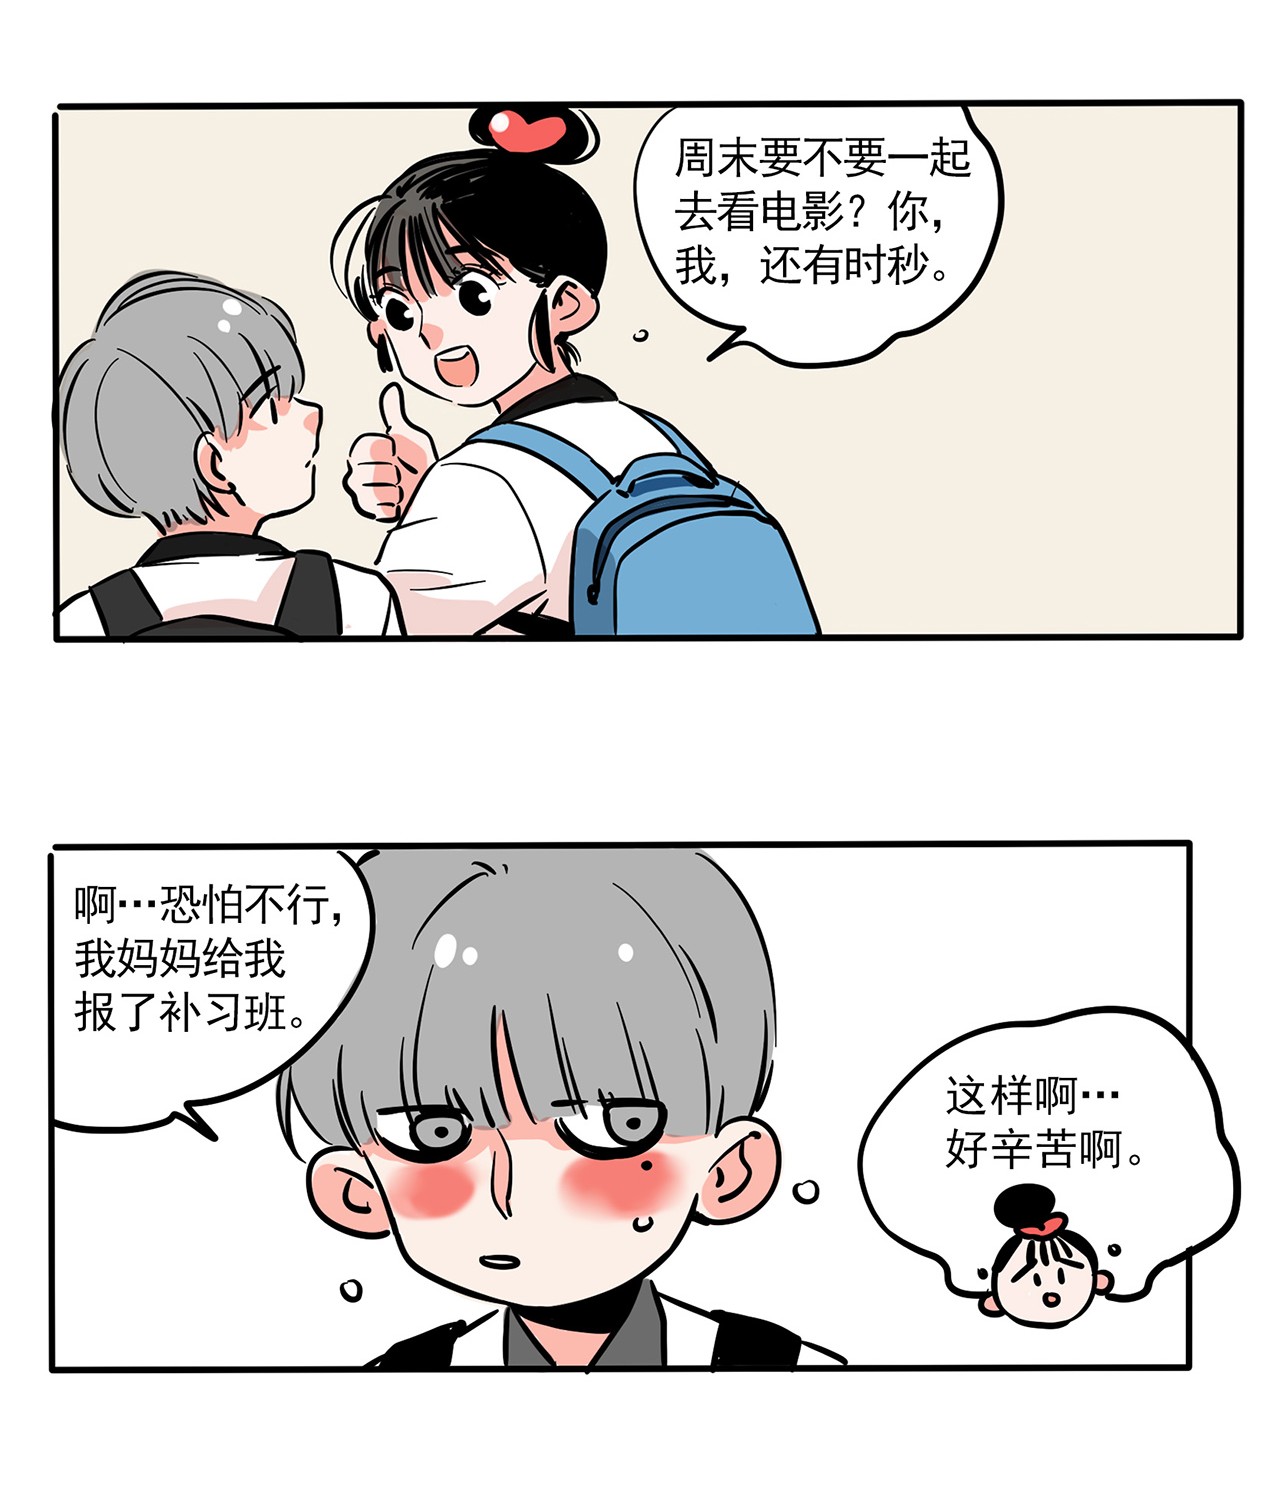 周末要不要一起
去看电影？你，
我，还有时秒。
啊…恐怕不行，
我妈妈给我
报了补习班。
这样啊…
好辛苦啊。